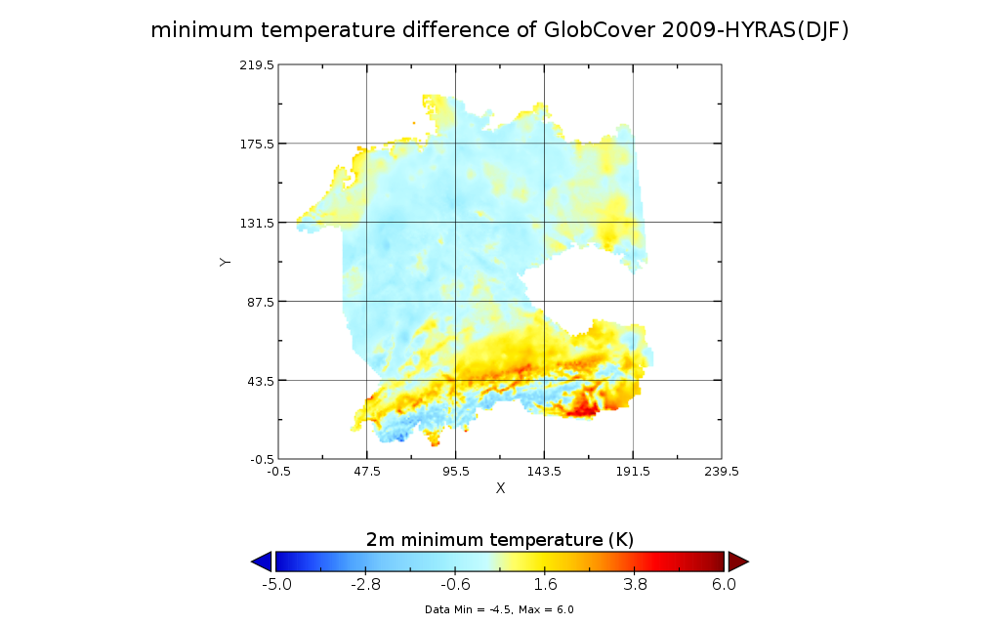 minimum temperature difference of GlobCover 2009-HYRAS(DJF)
219.5
175.5
131.5
Y
87.5
43.5
-0.5
-0.5 47.5 95.5 143.5 191.5 239.5
X
2m minimum temperature (K)
-5.0 -2.8 -0.6 1.6 3.8 6.0
Data Min = -4.5, Max = 6.0